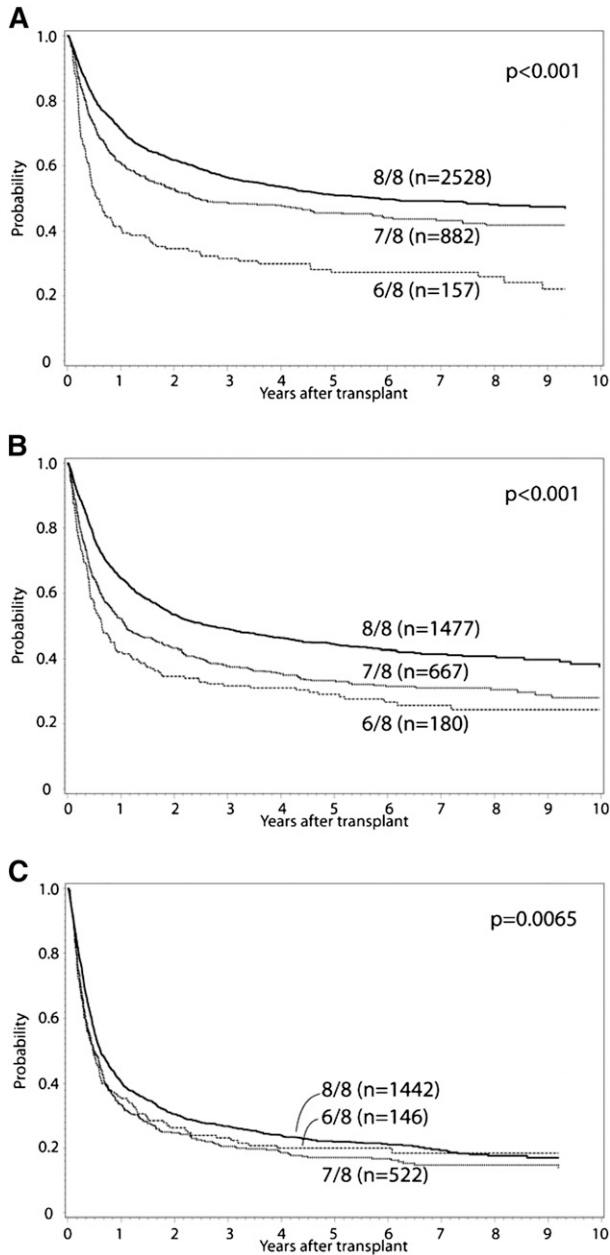 A
1.0
p<0.001
0.8
Probability
0.6
8/8 (n=2528)
7/8 (n=882)
0.4
6/8 (n=157)
0.2
0
0 1 2 3 4 5 6 7 8 9 10
Years after transplant
B
1.0
p<0.001
0.8
Probability
0.6
8/8 (n=1477)
0.4
7/8 (n=667)
0.2
6/8 (n=180)
0
0 1 2 3 4 5 6 7 8 9 10
Years after transplant
C
1.0
p=0.0065
0.8
Probability
0.6
0.4
8/8 (n=1442)
6/8 (n=146)
0.2
7/8 (n=522)
0
0 1 2 3 4 5 6 7 8 9 10
Years after transplant